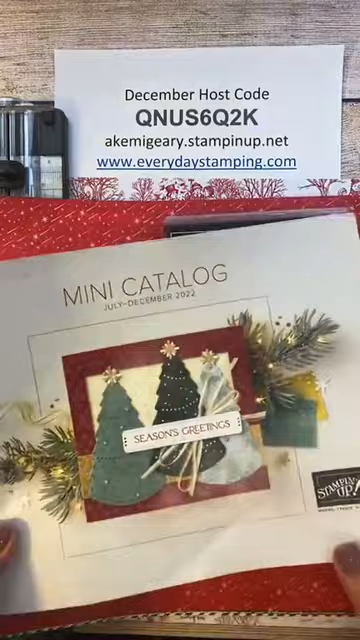 December Host Code
QNUS6Q2K
akemigeary.stampinup.net
www.everydaystamping.com
MINI CATALOG
JULY–DECEMBER 2022
SEASON'S GREETINGS
STAMPIN' UP!